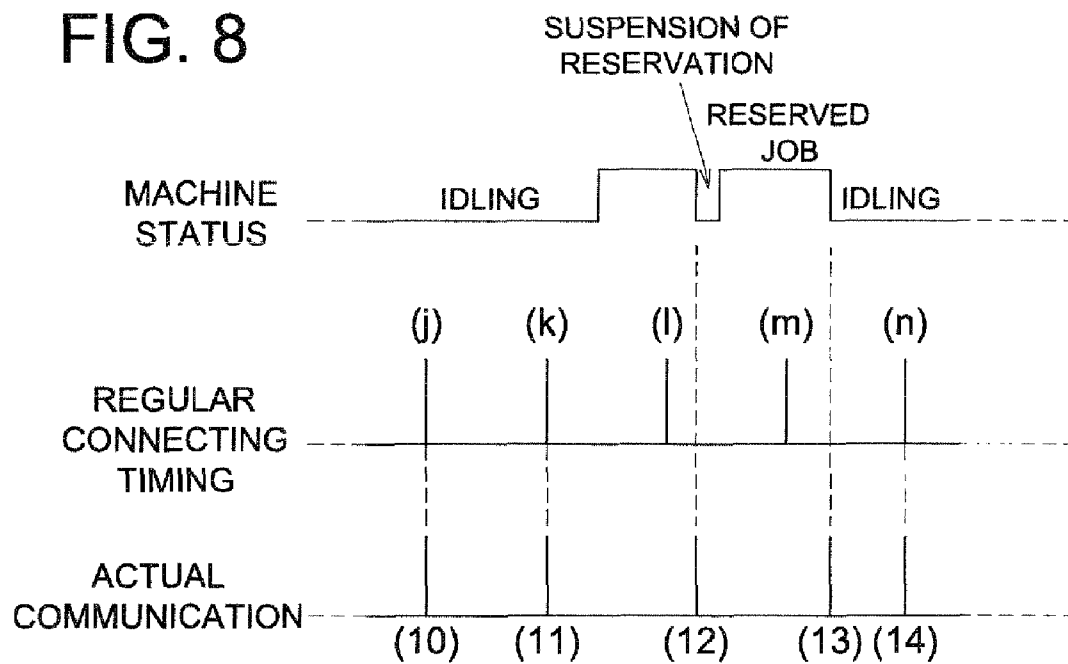 FIG. 8
SUSPENSION OF
RESERVATION
RESERVED
JOB
MACHINE
STATUS
IDLING
IDLING
(j)
(k)
(l)
(m)
(n)
REGULAR
CONNECTING
TIMING
ACTUAL
COMMUNICATION
(10)
(11)
(12)
(13)
(14)